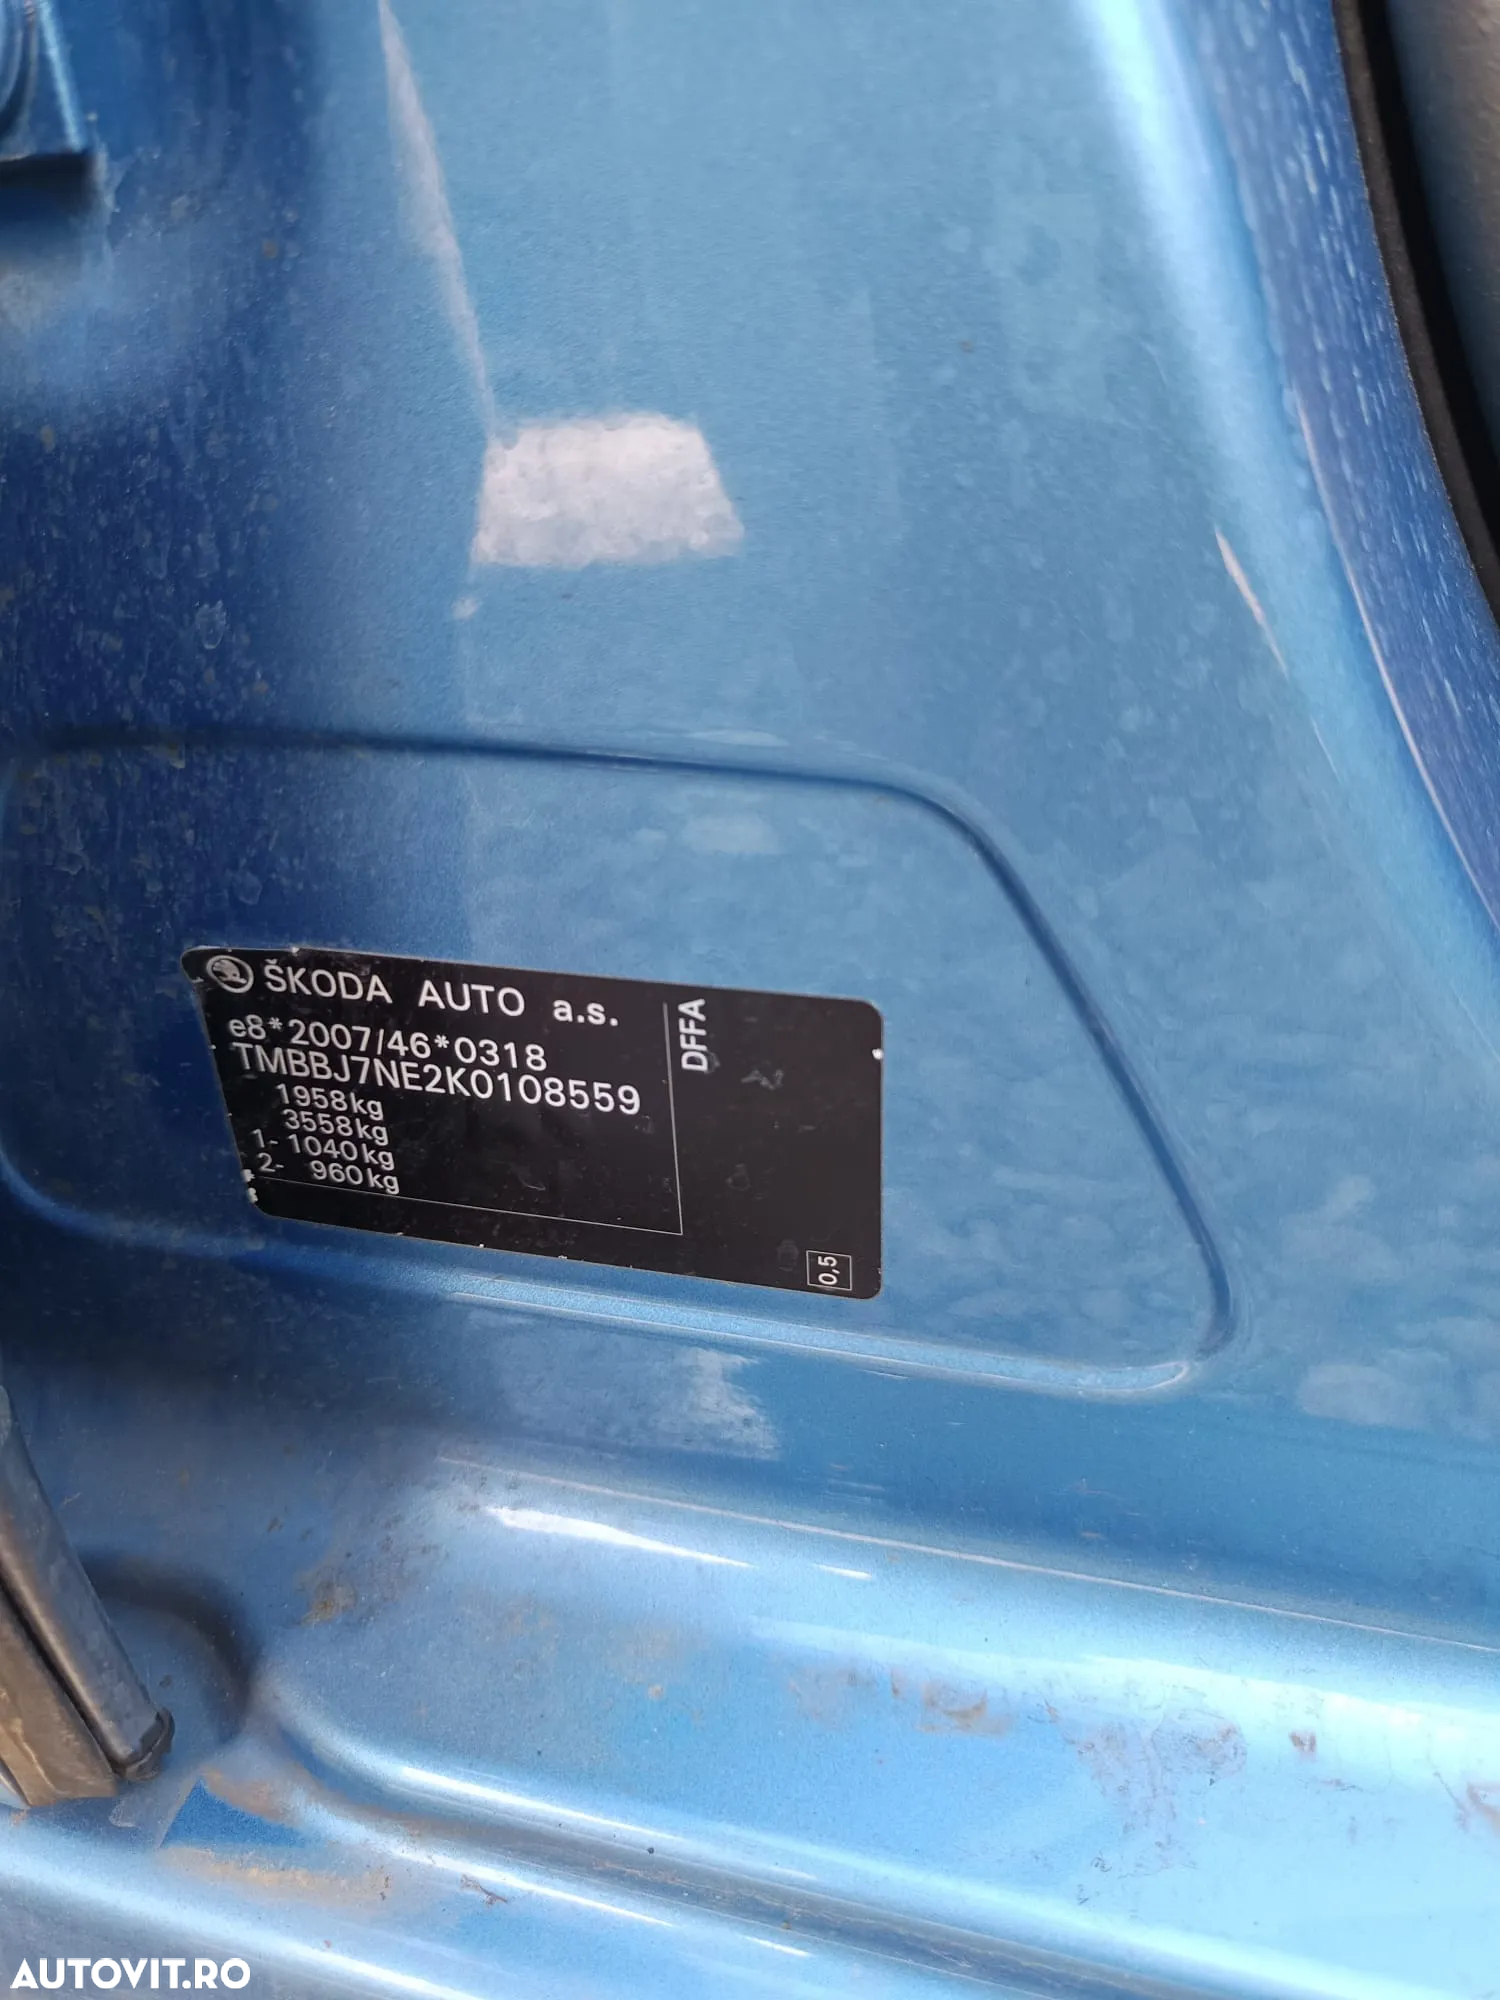 ŠKODA AUTO a.s.
e8*2007/46*0318
TMBBJ7NE2K0108559
1958kg
3558kg
1- 1040kg
2- 960kg
DFFA
0,5
AUTOVIT.RO